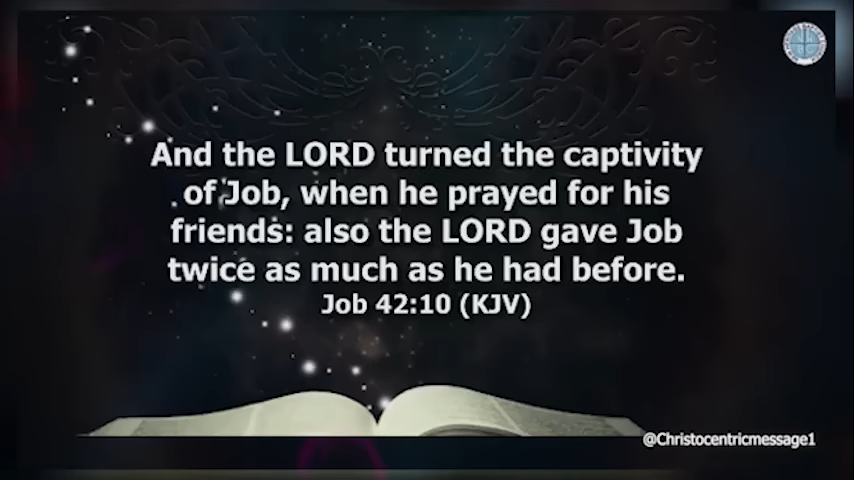 And the LORD turned the captivity
of Job, when he prayed for his
friends: also the LORD gave Job
twice as much as he had before.
Job 42:10 (KJV)
@Christocentricmessage1